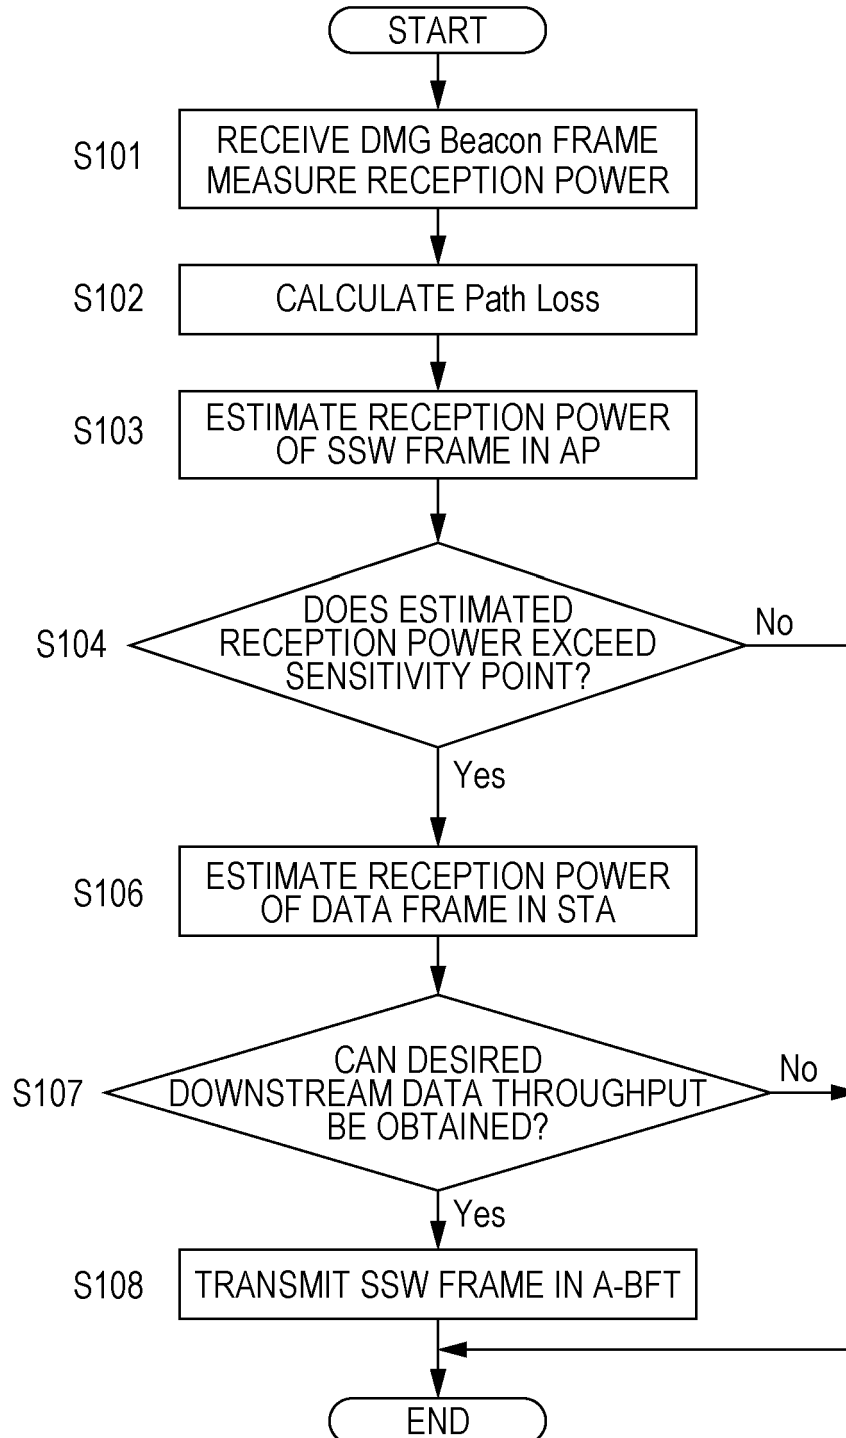 START
S101
RECEIVE DMG Beacon FRAME
MEASURE RECEPTION POWER
S102
CALCULATE Path Loss
S103
ESTIMATE RECEPTION POWER
OF SSW FRAME IN AP
S104
DOES ESTIMATED
RECEPTION POWER EXCEED
SENSITIVITY POINT?
No
Yes
S106
ESTIMATE RECEPTION POWER
OF DATA FRAME IN STA
S107
CAN DESIRED
DOWNSTREAM DATA THROUGHPUT
BE OBTAINED?
No
Yes
S108
TRANSMIT SSW FRAME IN A-BFT
END